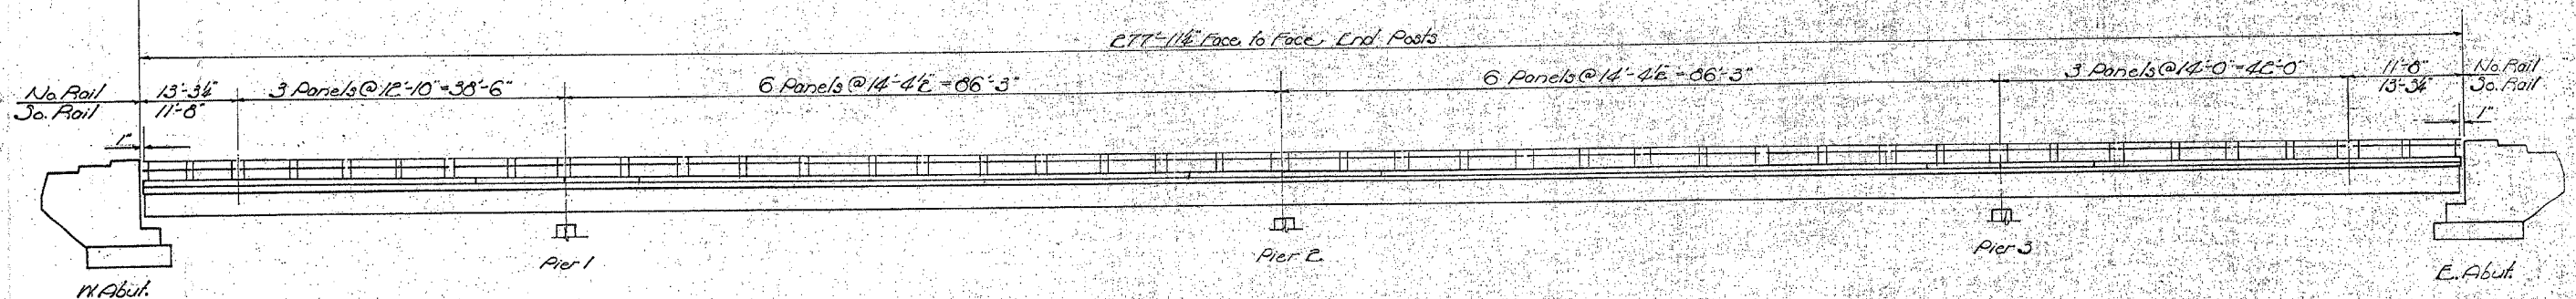 277'-11¼" Face to Face, End Posts
No. Rail 13'-3¼" 3 Panels@12'-10"=38'-6" 6 Panels@14'-4½"=86'-3" 6 Panels@14'-4½"=86'-3" 3 Panels@14'-0"=42'-0" 11'-8" No. Rail
So. Rail 11'-8" 13'-3¼" So. Rail
1" 1"
Pier 1 Pier 2 Pier 3
W. Abut. E. Abut.